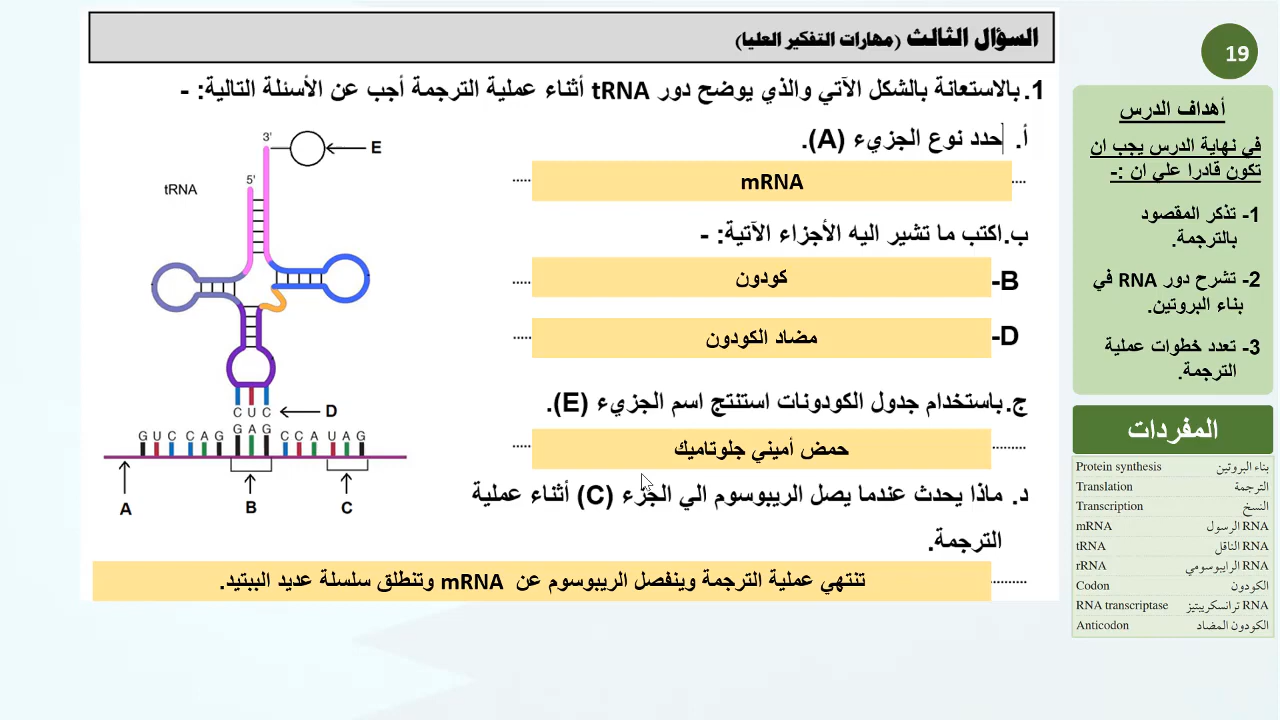 السؤال الثالث (مهارات التفكير العليا)
1. بالاستعانة بالشكل الآتي والذي يوضح دور tRNA أثناء عملية الترجمة أجب عن الأسئلة التالية: -
أ. حدد نوع الجزيء (A).
mRNA
ب. اكتب ما تشير اليه الأجزاء الآتية: -
B- كودون
D- مضاد الكودون
ج. باستخدام جدول الكودونات استنتج اسم الجزيء (E).
حمض أميني جلوتاميك
د. ماذا يحدث عندما يصل الريبوسوم الي الجزء (C) أثناء عملية
الترجمة.
تنتهي عملية الترجمة وينفصل الريبوسوم عن mRNA وتنطلق سلسلة عديد الببتيد.
3'
E
5'
tRNA
C U C
D
G U C C A G G A G C C A U A G
A
B
C
19
أهداف الدرس
في نهاية الدرس يجب ان
تكون قادرا علي ان :-
1- تذكر المقصود
بالترجمة.
2- تشرح دور RNA في
بناء البروتين.
3- تعدد خطوات عملية
الترجمة.
المفردات
Protein synthesis بناء البروتين
Translation الترجمة
Transcription النسخ
mRNA RNA الرسول
tRNA RNA الناقل
rRNA RNA الرايبوسومي
Codon الكودون
RNA transcriptase RNA ترانسكريبتيز
Anticodon الكودون المضاد